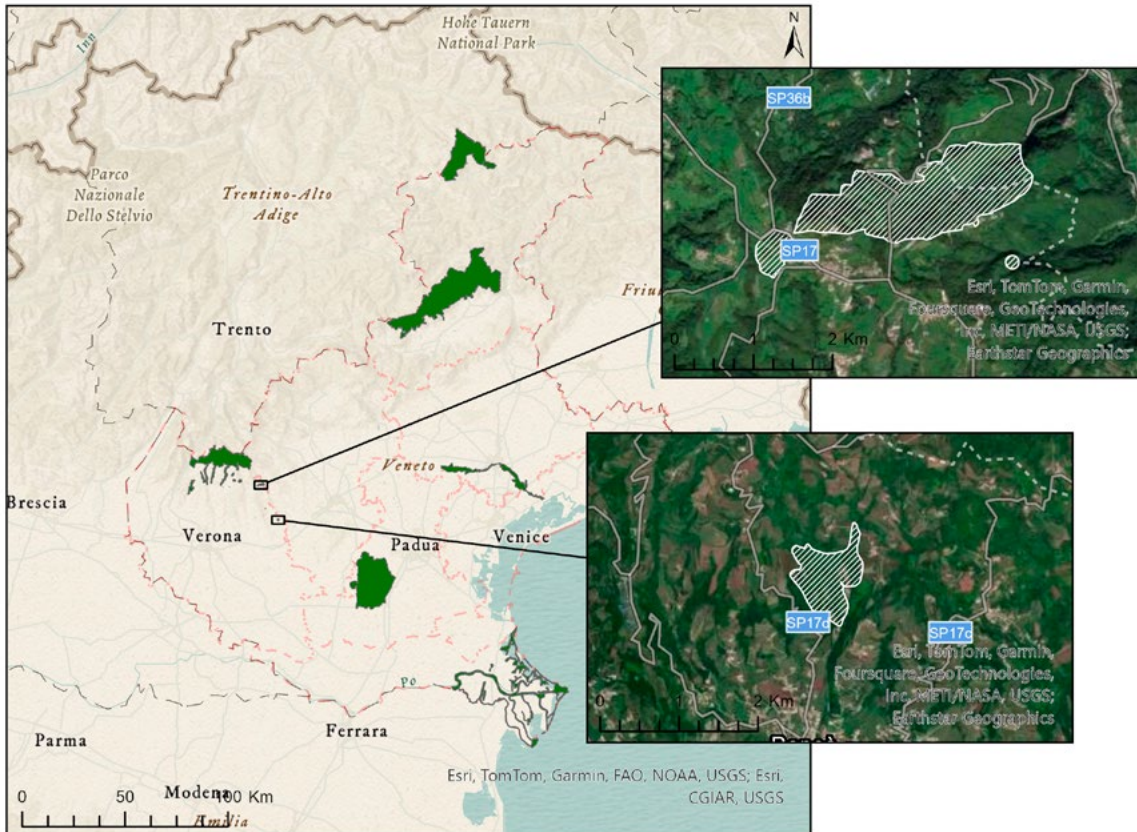 Hohe Tauern
National Park
N
Inn
Parco
Nazionale
Dello Stelvio
Trentino-Alto
Adige
Trento
Friu
Veneto
Brescia
Verona
Padua
Venice
Po
Parma
Ferrara
Modena
Emilia
0 50 100 Km
Esri, TomTom, Garmin, FAO, NOAA, USGS; Esri,
CGIAR, USGS
SP36b
SP17
0 1 2 Km
Esri, TomTom, Garmin,
Foursquare, GeoTechnologies,
Inc, METI/NASA, USGS;
Earthstar Geographics
SP17c
SP17c
0 1 2 Km
Esri, TomTom, Garmin,
Foursquare, GeoTechnologies,
Inc, METI/NASA, USGS;
Earthstar Geographics